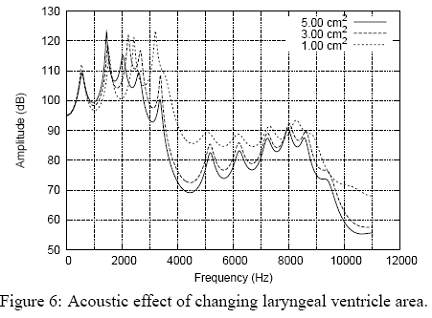 130
120
110
100
90
80
70
60
50
Amplitude (dB)
5.00 cm²
3.00 cm²
1.00 cm²
0 2000 4000 6000 8000 10000 12000
Frequency (Hz)
Figure 6: Acoustic effect of changing laryngeal ventricle area.